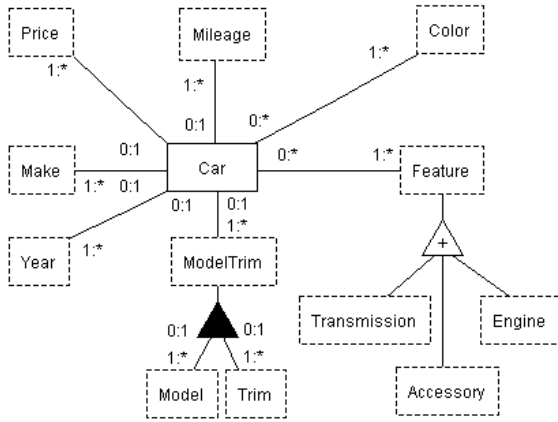 Price
Mileage
Color
1:*
1:*
1:*
0:1
0:1
0:*
Make
Car
Feature
0:*
1:*
1:*
0:1
0:1
0:1
1:*
+
Year
1:*
ModelTrim
Transmission
Engine
0:1
0:1
1:*
1:*
Model
Trim
Accessory